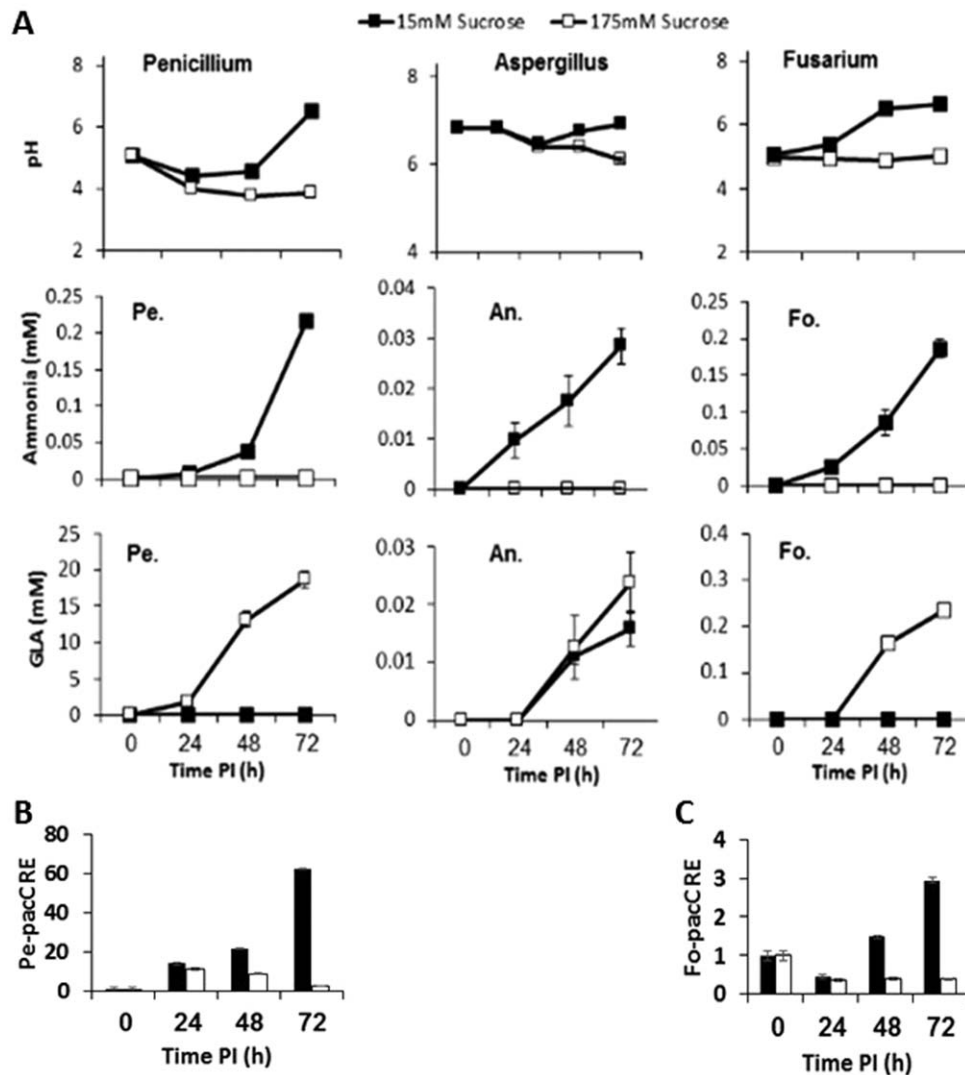 A
15mM Sucrose 175mM Sucrose
Penicillium Aspergillus Fusarium
pH
8
6
4
2
8
6
4
8
6
4
2
Pe. An. Fo.
Ammonia (mM)
0.25
0.2
0.15
0.1
0.05
0
0.04
0.03
0.02
0.01
0
0.25
0.2
0.15
0.1
0.05
0
Pe. An. Fo.
GLA (mM)
25
20
15
10
5
0
0.03
0.02
0.01
0
0.4
0.3
0.2
0.1
0
0 24 48 72 0 24 48 72 0 24 48 72
Time PI (h) Time PI (h) Time PI (h)
B
Pe-pacCRE
80
60
40
20
0
0 24 48 72
Time PI (h)
C
Fo-pacCRE
4
3
2
1
0
0 24 48 72
Time PI (h)